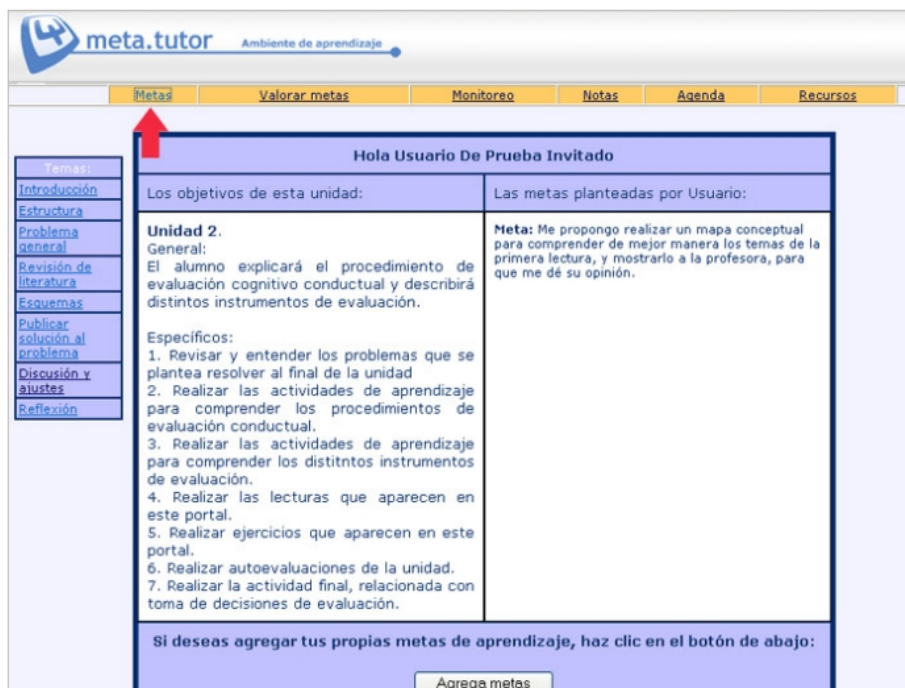 meta.tutor Ambiente de aprendizaje
Metas Valorar metas Monitoreo Notas Agenda Recursos
Temas:
Introducción
Estructura
Problema
general
Revisión de
literatura
Esquemas
Publicar
solución al
problema
Discusión y
ajustes
Reflexión
Hola Usuario De Prueba Invitado
Los objetivos de esta unidad:
Unidad 2.
General:
El alumno explicará el procedimiento de
evaluación cognitivo conductual y describirá
distintos instrumentos de evaluación.
Específicos:
1. Revisar y entender los problemas que se
plantea resolver al final de la unidad
2. Realizar las actividades de aprendizaje
para comprender los procedimientos de
evaluación conductual.
3. Realizar las actividades de aprendizaje
para comprender los distitntos instrumentos
de evaluación.
4. Realizar las lecturas que aparecen en
este portal.
5. Realizar ejercicios que aparecen en este
portal.
6. Realizar autoevaluaciones de la unidad.
7. Realizar la actividad final, relacionada con
toma de decisiones de evaluación.
Las metas planteadas por Usuario:
Meta: Me propongo realizar un mapa conceptual
para comprender de mejor manera los temas de la
primera lectura, y mostrarlo a la profesora, para
que me dé su opinión.
Si deseas agregar tus propias metas de aprendizaje, haz clic en el botón de abajo:
Agrega metas